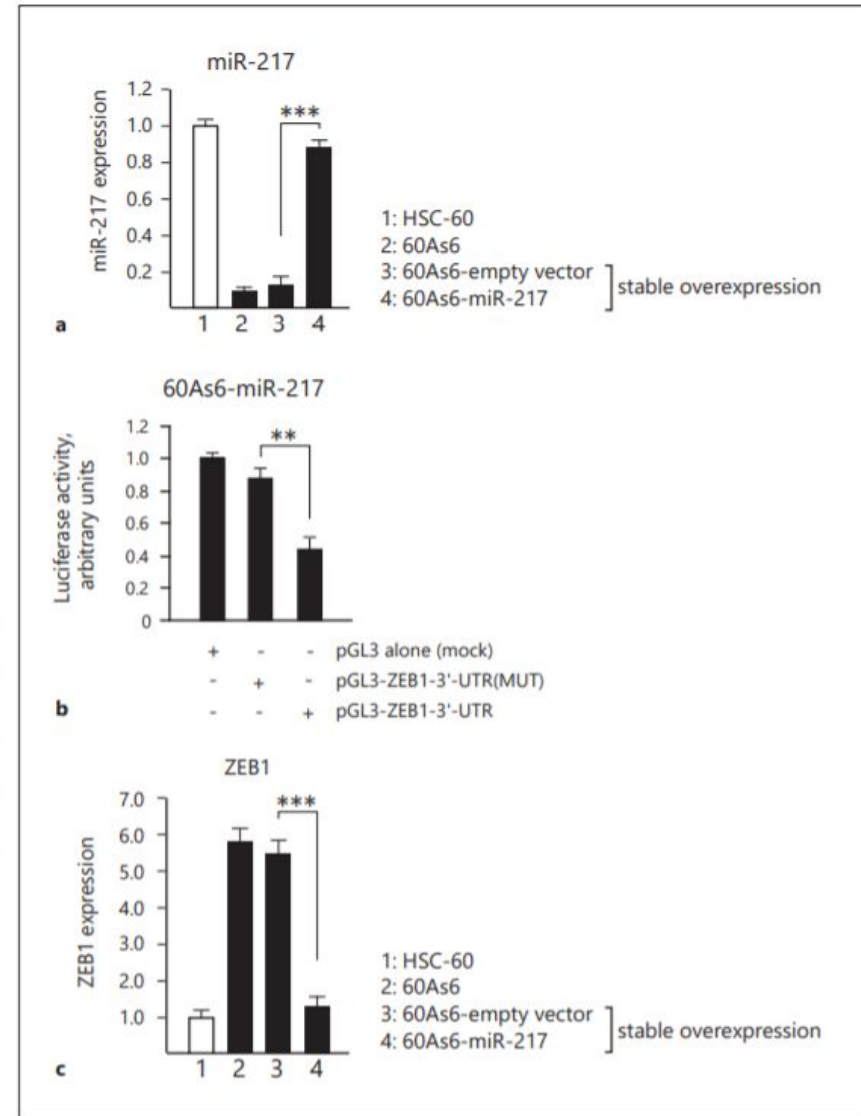 miR-217
miR-217 expression
1.2
1.0
0.8
0.6
0.4
0.2
***
1 2 3 4
1: HSC-60
2: 60As6
3: 60As6-empty vector
4: 60As6-miR-217
stable overexpression
a
60As6-miR-217
Luciferase activity,
arbitrary units
1.2
1.0
0.8
0.6
0.4
0.2
0
**
+ - - pGL3 alone (mock)
- + - pGL3-ZEB1-3'-UTR(MUT)
- - + pGL3-ZEB1-3'-UTR
b
ZEB1
ZEB1 expression
7.0
6.0
5.0
4.0
3.0
2.0
1.0
***
1 2 3 4
1: HSC-60
2: 60As6
3: 60As6-empty vector
4: 60As6-miR-217
stable overexpression
c